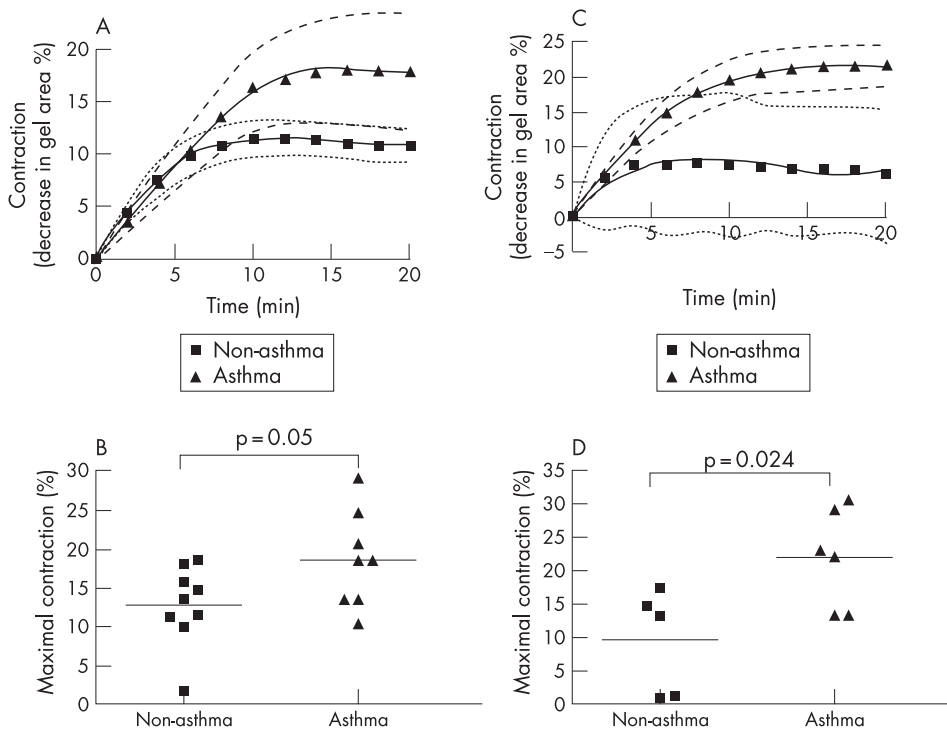 A
Contraction
(decrease in gel area %)
20
15
10
5
0
0
5
10
15
20
Time (min)
Non-asthma
Asthma
C
Contraction
(decrease in gel area %)
25
20
15
10
5
0
−5
5
10
15
20
Time (min)
Non-asthma
Asthma
B
p = 0.05
Maximal contraction (%)
30
25
20
15
10
5
0
Non-asthma
Asthma
D
p = 0.024
Maximal contraction (%)
35
30
25
20
15
10
5
0
Non-asthma
Asthma